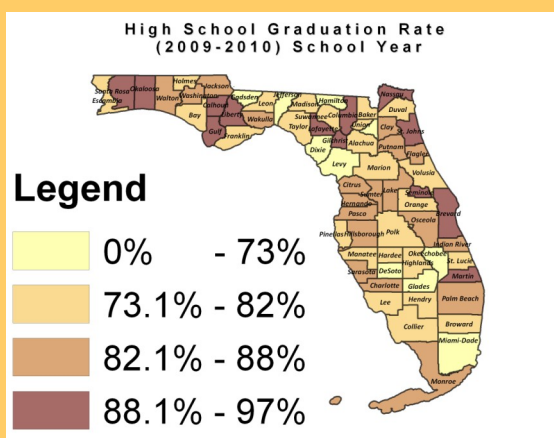 High School Graduation Rate
(2009-2010) School Year
Holmes
Jackson
Santa Rosa
Okaloosa
Escambia
Walton
Washington
Gadsden
Jefferson
Hamilton
Nassau
Calhoun
Leon
Madison
Columbia
Baker
Duval
Bay
Liberty
Wakulla
Suwannee
Union
Clay
St. Johns
Gulf
Franklin
Taylor
Lafayette
Gilchrist
Alachua
Putnam
Dixie
Flagler
Levy
Marion
Volusia
Legend
Citrus
Lake
Sumter
Seminole
Hernando
Orange
Brevard
Pasco
Osceola
Pinellas
Hillsborough
Polk
Indian River
0% - 73%
Manatee
Hardee
Okeechobee
St. Lucie
Highlands
Sarasota
DeSoto
Martin
Charlotte
Glades
73.1% - 82%
Lee
Hendry
Palm Beach
Collier
Broward
82.1% - 88%
Miami-Dade
Monroe
88.1% - 97%